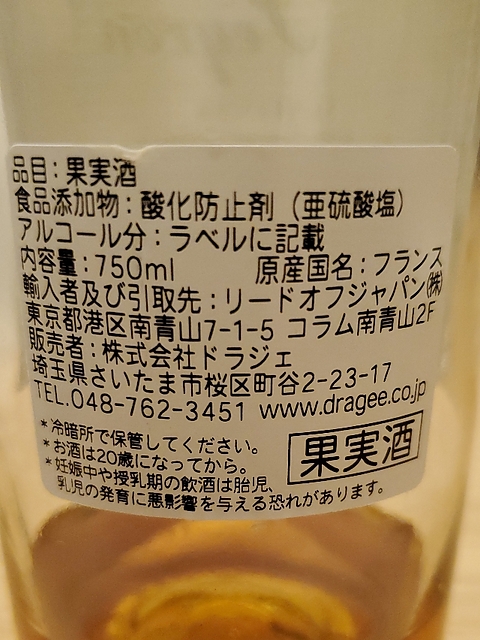 品目：果実酒
食品添加物：酸化防止剤（亜硫酸塩）
アルコール分：ラベルに記載
内容量：750ml 原産国名：フランス
輸入者及び引取先：リードオフジャパン㈱
東京都港区南青山7-1-5 コラム南青山2F
販売者：株式会社ドラジェ
埼玉県さいたま市桜区町谷2-23-17
TEL.048-762-3451 www.dragee.co.jp
*冷暗所で保管してください。
*お酒は20歳になってから。
*妊娠中や授乳期の飲酒は胎児、
乳児の発育に悪影響を与える恐れがあります。
果実酒